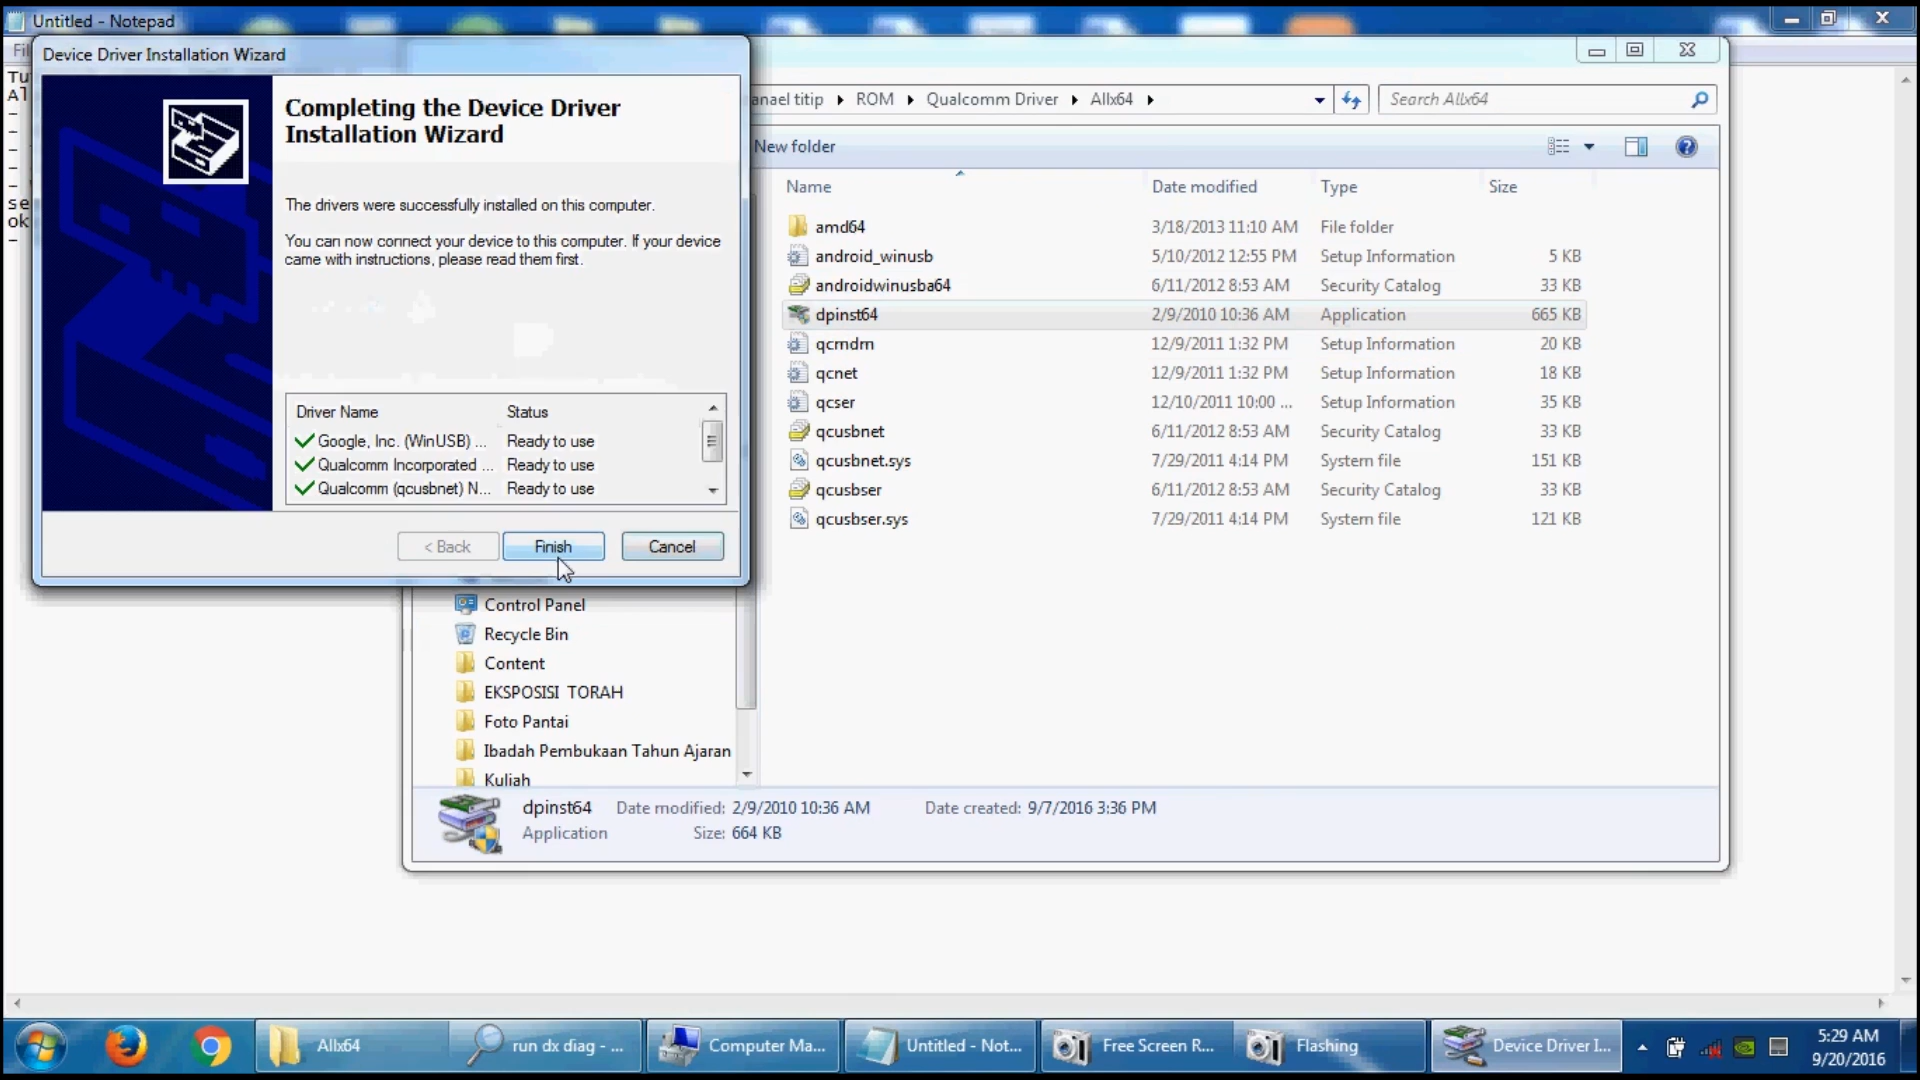 Untitled - Notepad
Device Driver Installation Wizard
Completing the Device Driver
Installation Wizard
The drivers were successfully installed on this computer.
You can now connect your device to this computer. If your device
came with instructions, please read them first.
Driver Name Status
Google, Inc. (WinUSB) ... Ready to use
Qualcomm Incorporated ... Ready to use
Qualcomm (qcusbnet) N... Ready to use
< Back Finish Cancel
anael titip ROM Qualcomm Driver Allx64
Search Allx64
New folder
Name Date modified Type Size
amd64 3/18/2013 11:10 AM File folder
android_winusb 5/10/2012 12:55 PM Setup Information 5 KB
androidwinusba64 6/11/2012 8:53 AM Security Catalog 33 KB
dpinst64 2/9/2010 10:36 AM Application 665 KB
qcmdm 12/9/2011 1:32 PM Setup Information 20 KB
qcnet 12/9/2011 1:32 PM Setup Information 18 KB
qcser 12/10/2011 10:00 ... Setup Information 35 KB
qcusbnet 6/11/2012 8:53 AM Security Catalog 33 KB
qcusbnet.sys 7/29/2011 4:14 PM System file 151 KB
qcusbser 6/11/2012 8:53 AM Security Catalog 33 KB
qcusbser.sys 7/29/2011 4:14 PM System file 121 KB
Control Panel
Recycle Bin
Content
EKSPOSISI TORAH
Foto Pantai
Ibadah Pembukaan Tahun Ajaran
Kuliah
dpinst64 Date modified: 2/9/2010 10:36 AM Date created: 9/7/2016 3:36 PM
Application Size: 664 KB
Allx64
run dx diag - ...
Computer Ma...
Untitled - Not...
Free Screen R...
Flashing
Device Driver I...
5:29 AM
9/20/2016